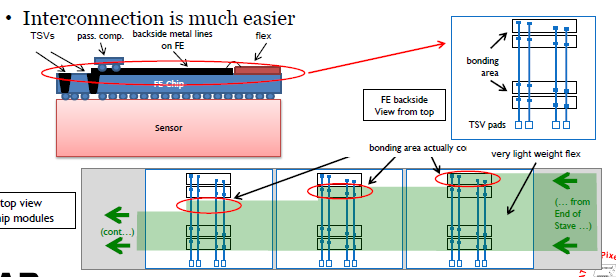 • Interconnection is much easier
TSVs
pass. comp.
backside metal lines
on FE
flex
FE Chip
Sensor
bonding
area
TSV pads
FE backside
View from top
bonding area actually co
very light weight flex
top view
ip modules
(cont...)
(... from
End of
Stave ...)